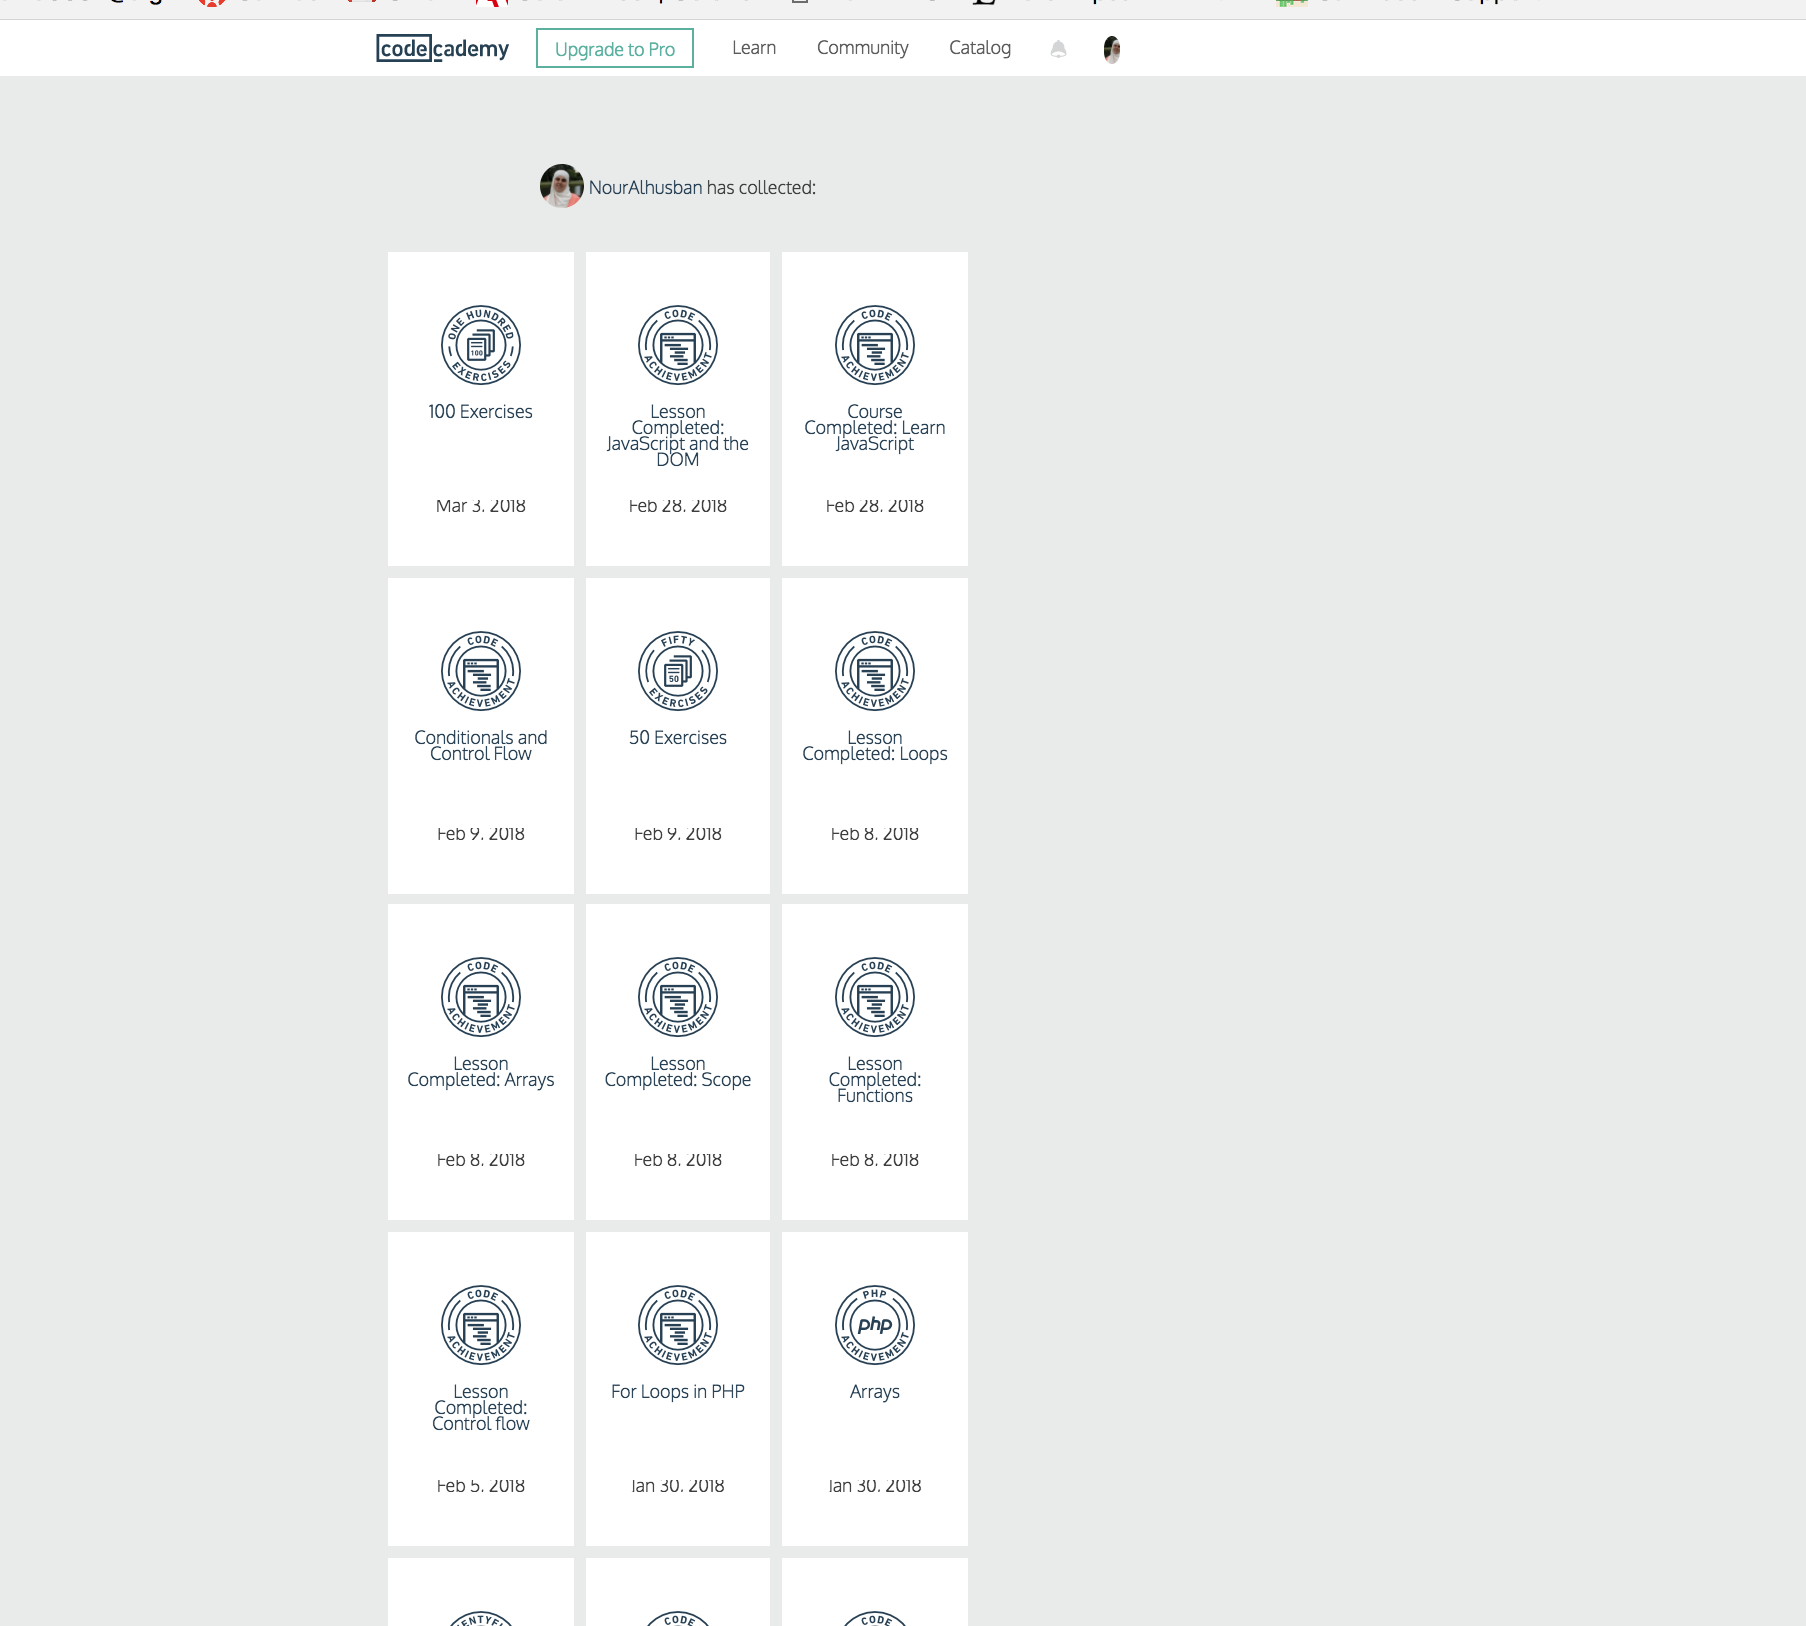 codecademy
Upgrade to Pro
Learn
Community
Catalog
NourAlhusban has collected:
ONE HUNDRED
100
EXERCISES
100 Exercises
Mar 3, 2018
CODE
ACHIEVEMENT
Lesson
Completed:
JavaScript and the
DOM
Feb 28, 2018
CODE
ACHIEVEMENT
Course
Completed: Learn
JavaScript
Feb 28, 2018
CODE
ACHIEVEMENT
Conditionals and
Control Flow
Feb 9, 2018
FIFTY
50
EXERCISES
50 Exercises
Feb 9, 2018
CODE
ACHIEVEMENT
Lesson
Completed: Loops
Feb 8, 2018
CODE
ACHIEVEMENT
Lesson
Completed: Arrays
Feb 8, 2018
CODE
ACHIEVEMENT
Lesson
Completed: Scope
Feb 8, 2018
CODE
ACHIEVEMENT
Lesson
Completed:
Functions
Feb 8, 2018
CODE
ACHIEVEMENT
Lesson
Completed:
Control flow
Feb 5, 2018
CODE
ACHIEVEMENT
For Loops in PHP
Jan 30, 2018
PHP
php
ACHIEVEMENT
Arrays
Jan 30, 2018
CODE
CODE